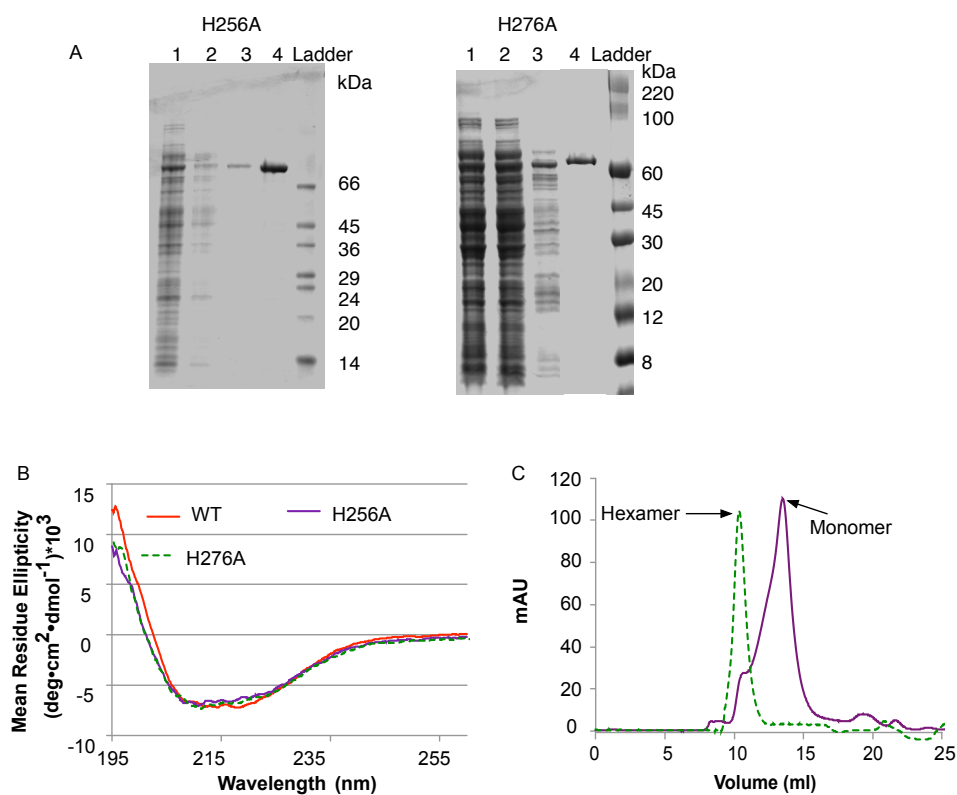 A
H256A
1 2 3 4 Ladder
kDa
66
45
36
29
24
20
14
H276A
1 2 3 4 Ladder
kDa
220
100
60
45
30
20
12
8
B
Mean Residue Ellipticity
(deg•cm²•dmol⁻¹)*10³
15
10
5
0
-5
-10
WT
H256A
H276A
195 215 235 255
Wavelength (nm)
C
mAU
120
100
80
60
40
20
0
Hexamer
Monomer
0 5 10 15 20 25
Volume (ml)